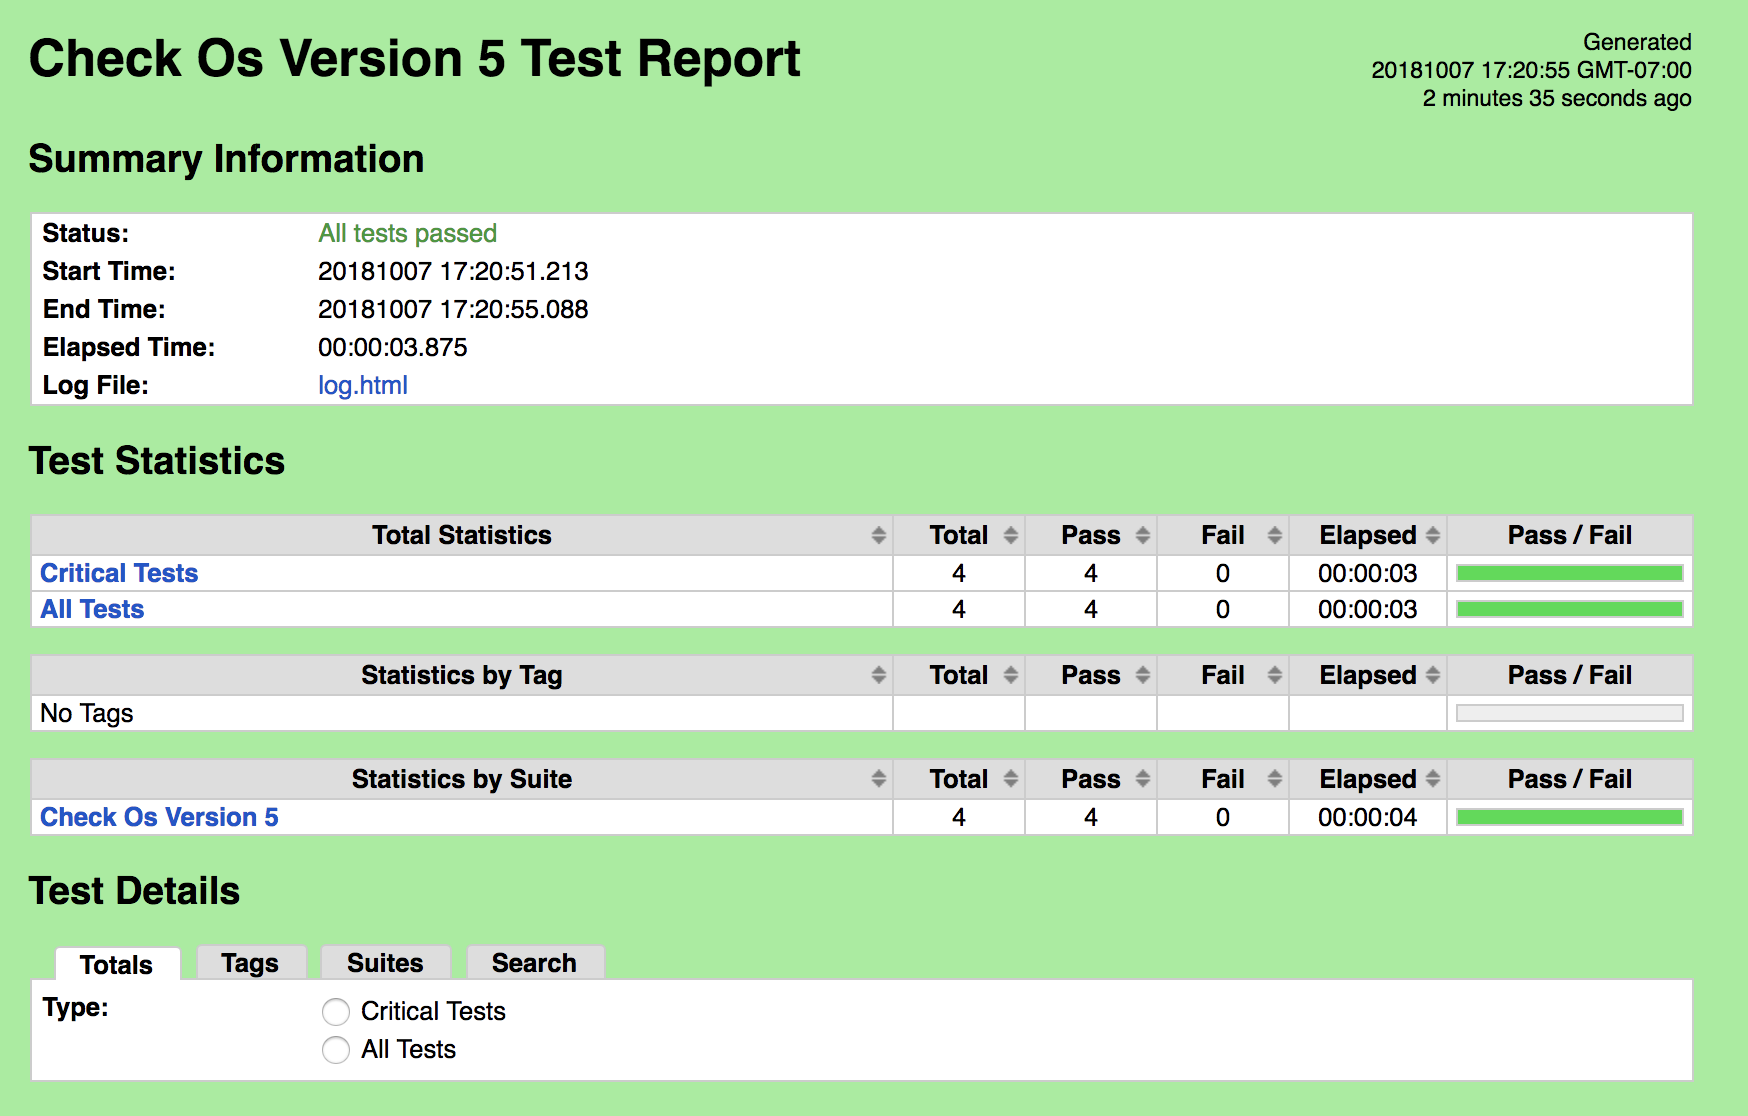 Check Os Version 5 Test Report
Generated
20181007 17:20:55 GMT-07:00
2 minutes 35 seconds ago
Summary Information
Status: All tests passed
Start Time: 20181007 17:20:51.213
End Time: 20181007 17:20:55.088
Elapsed Time: 00:00:03.875
Log File: log.html
Test Statistics
Total Statistics Total Pass Fail Elapsed Pass / Fail
Critical Tests 4 4 0 00:00:03
All Tests 4 4 0 00:00:03
Statistics by Tag Total Pass Fail Elapsed Pass / Fail
No Tags
Statistics by Suite Total Pass Fail Elapsed Pass / Fail
Check Os Version 5 4 4 0 00:00:04
Test Details
Totals Tags Suites Search
Type: Critical Tests
All Tests